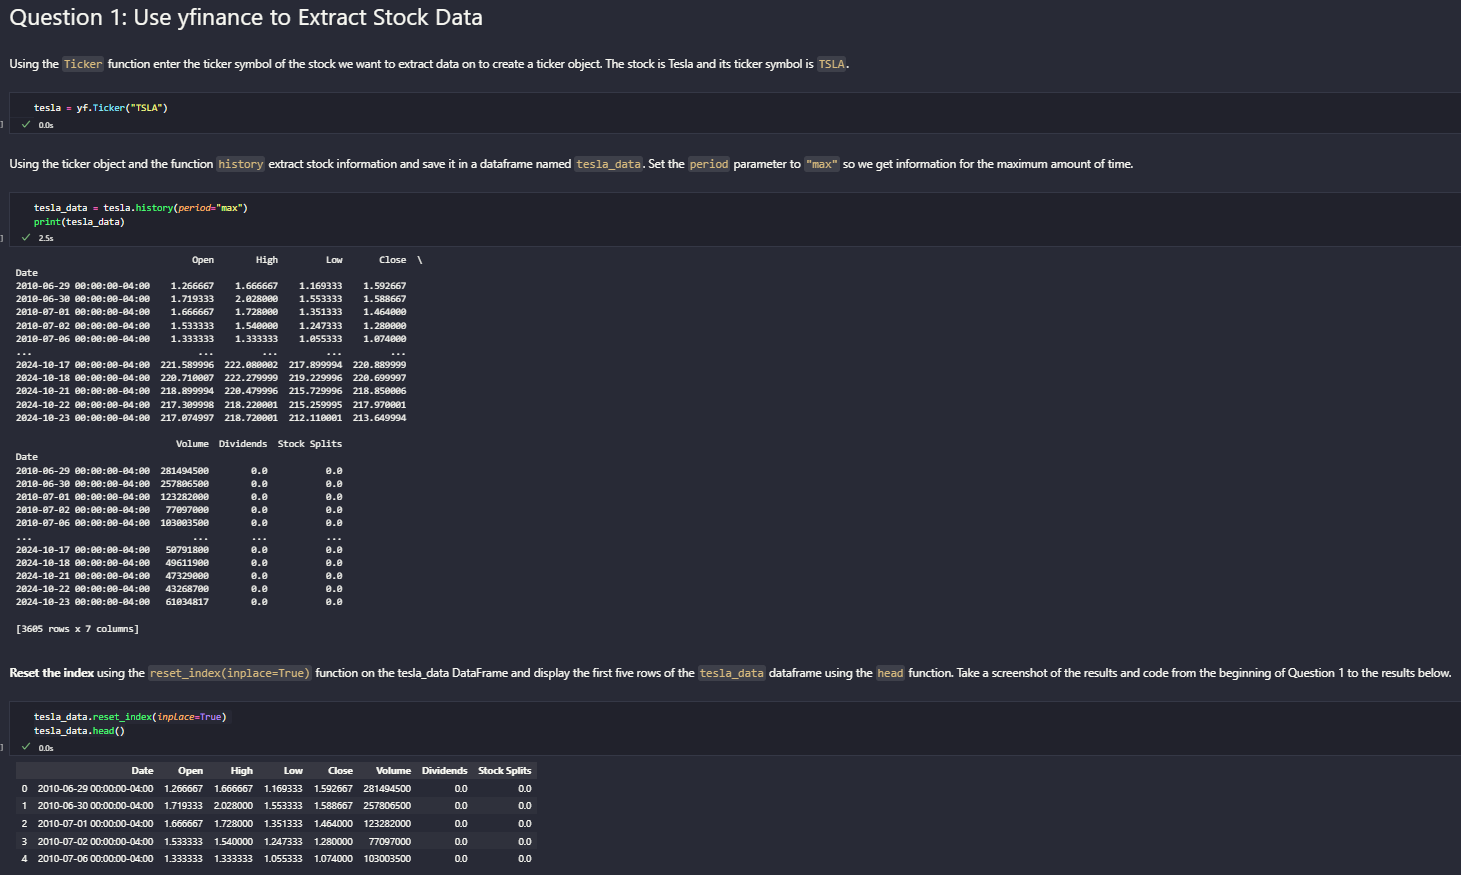 Question 1: Use yfinance to Extract Stock Data
Using the Ticker function enter the ticker symbol of the stock we want to extract data on to create a ticker object. The stock is Tesla and its ticker symbol is TSLA.
tesla = yf.Ticker("TSLA")
] ✓ 0.0s
Using the ticker object and the function history extract stock information and save it in a dataframe named tesla_data. Set the period parameter to "max" so we get information for the maximum amount of time.
tesla_data = tesla.history(period="max")
print(tesla_data)
] ✓ 2.5s
Open High Low Close \
Date
2010-06-29 00:00:00-04:00 1.266667 1.666667 1.169333 1.592667
2010-06-30 00:00:00-04:00 1.719333 2.028000 1.553333 1.588667
2010-07-01 00:00:00-04:00 1.666667 1.728000 1.351333 1.464000
2010-07-02 00:00:00-04:00 1.533333 1.540000 1.247333 1.280000
2010-07-06 00:00:00-04:00 1.333333 1.333333 1.055333 1.074000
... ... ... ... ...
2024-10-17 00:00:00-04:00 221.589996 222.080002 217.899994 220.889999
2024-10-18 00:00:00-04:00 220.710007 222.279999 219.229996 220.699997
2024-10-21 00:00:00-04:00 218.899994 220.479996 215.729996 218.850006
2024-10-22 00:00:00-04:00 217.309998 218.220001 215.259995 217.970001
2024-10-23 00:00:00-04:00 217.074997 218.720001 212.110001 213.649994
Volume Dividends Stock Splits
Date
2010-06-29 00:00:00-04:00 281494500 0.0 0.0
2010-06-30 00:00:00-04:00 257806500 0.0 0.0
2010-07-01 00:00:00-04:00 123282000 0.0 0.0
2010-07-02 00:00:00-04:00 77097000 0.0 0.0
2010-07-06 00:00:00-04:00 103003500 0.0 0.0
... ... ... ...
2024-10-17 00:00:00-04:00 50791800 0.0 0.0
2024-10-18 00:00:00-04:00 49611900 0.0 0.0
2024-10-21 00:00:00-04:00 47329000 0.0 0.0
2024-10-22 00:00:00-04:00 43268700 0.0 0.0
2024-10-23 00:00:00-04:00 61034817 0.0 0.0
[3605 rows x 7 columns]
Reset the index using the reset_index(inplace=True) function on the tesla_data DataFrame and display the first five rows of the tesla_data dataframe using the head function. Take a screenshot of the results and code from the beginning of Question 1 to the results below.
tesla_data.reset_index(inplace=True)
tesla_data.head()
] ✓ 0.0s
Date Open High Low Close Volume Dividends Stock Splits
0 2010-06-29 00:00:00-04:00 1.266667 1.666667 1.169333 1.592667 281494500 0.0 0.0
1 2010-06-30 00:00:00-04:00 1.719333 2.028000 1.553333 1.588667 257806500 0.0 0.0
2 2010-07-01 00:00:00-04:00 1.666667 1.728000 1.351333 1.464000 123282000 0.0 0.0
3 2010-07-02 00:00:00-04:00 1.533333 1.540000 1.247333 1.280000 77097000 0.0 0.0
4 2010-07-06 00:00:00-04:00 1.333333 1.333333 1.055333 1.074000 103003500 0.0 0.0